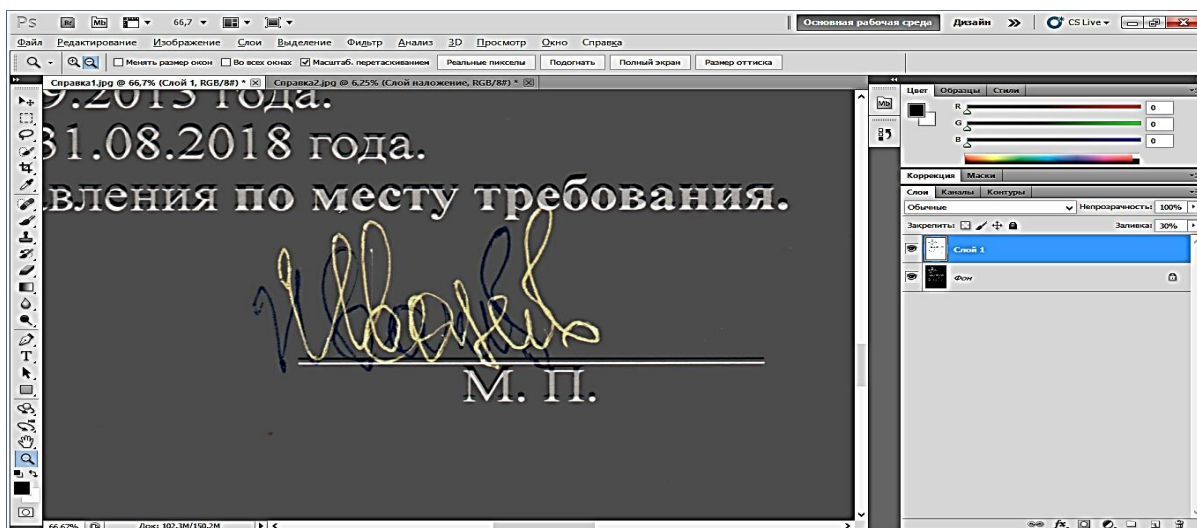 Ps Br Mb 66,7 Основная рабочая среда Дизайн CS Live
Файл Редактирование Изображение Слои Выделение Фильтр Анализ 3D Просмотр Окно Справка
Менять размер окон Во всех окнах Масштаб. перетаскиванием Реальные пикселы Подогнать Полный экран Размер оттиска
Справка1.jpg @ 66,7% (Слой 1, RGB/8#) * Справка2.jpg @ 6,25% (Слой наложение, RGB/8#) *
9.2015 года.
31.08.2018 года.
авления по месту требования.
М. П.
66,67% Док: 102,3M/150,2M
Mb
Цвет Образцы Стили
R 0
G 0
B 0
Коррекция Маски
Слои Каналы Контуры
Обычные Непрозрачность: 100%
Закрепить: Заливка: 30%
Слой 1
Фон